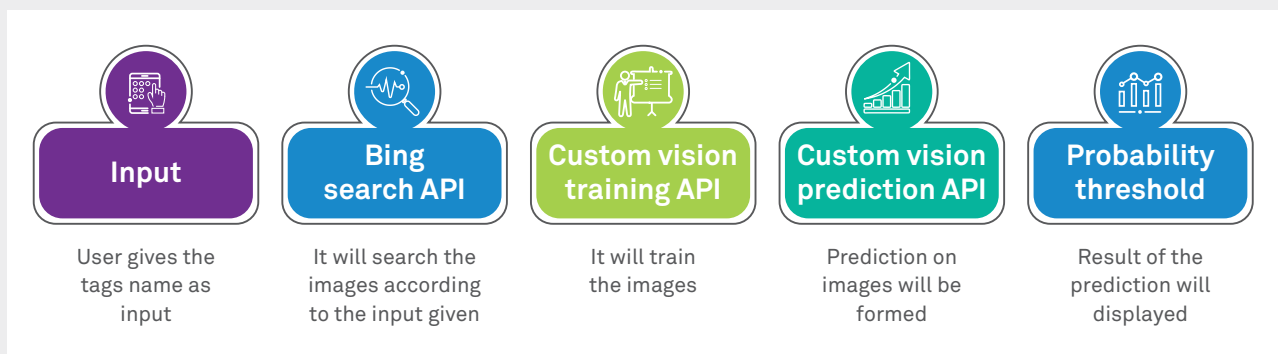 Input
User gives the
tags name as
input
Bing
search API
It will search the
images according
to the input given
Custom vision
training API
It will train
the images
Custom vision
prediction API
Prediction on
images will be
formed
Probability
threshold
Result of the
prediction will
displayed